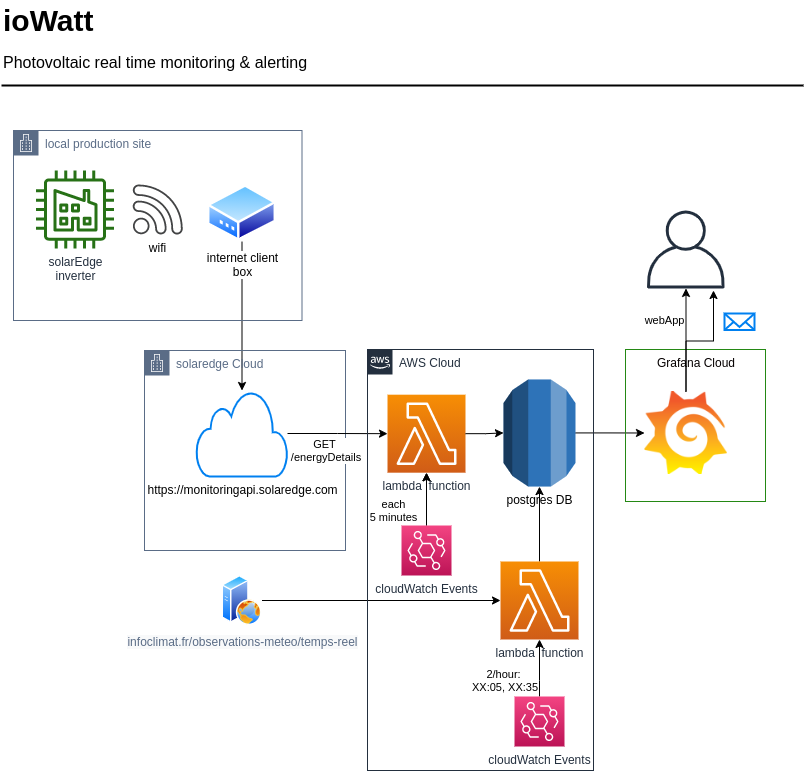 ioWatt
Photovoltaic real time monitoring & alerting
local production site
solarEdge
inverter
wifi
internet client
box
solaredge Cloud
https://monitoringapi.solaredge.com
GET
/energyDetails
aws
AWS Cloud
lambda function
each
5 minutes
cloudWatch Events
postgres DB
webApp
Grafana Cloud
infoclimat.fr/observations-meteo/temps-reel
lambda function
2/hour:
XX:05, XX:35
cloudWatch Events